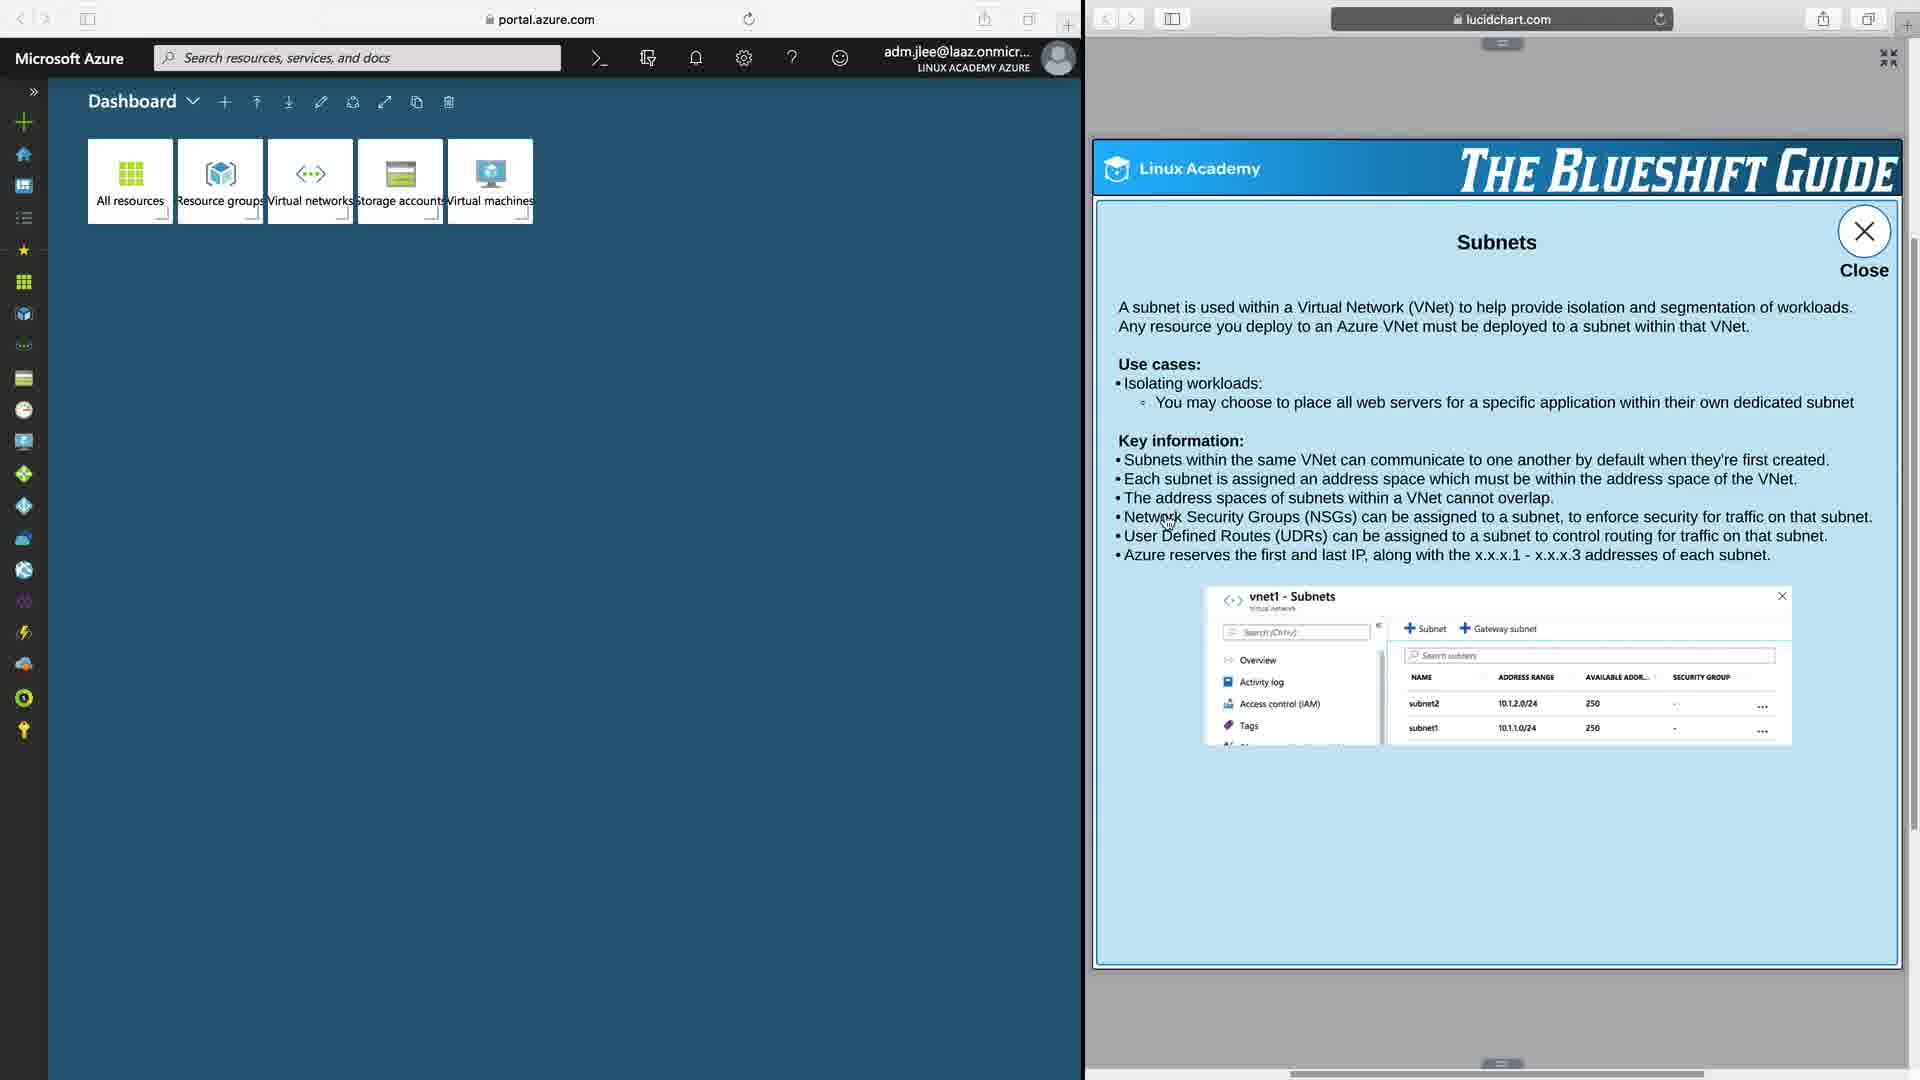 portal.azure.com
Microsoft Azure
Search resources, services, and docs
adm.jlee@laaz.onmicr...
LINUX ACADEMY AZURE
Dashboard
All resources
Resource groups
Virtual networks
Storage accounts
Virtual machines
lucidchart.com
Linux Academy
THE BLUESHIFT GUIDE
Subnets
Close
A subnet is used within a Virtual Network (VNet) to help provide isolation and segmentation of workloads.
Any resource you deploy to an Azure VNet must be deployed to a subnet within that VNet.
Use cases:
• Isolating workloads:
◦ You may choose to place all web servers for a specific application within their own dedicated subnet
Key information:
• Subnets within the same VNet can communicate to one another by default when they're first created.
• Each subnet is assigned an address space which must be within the address space of the VNet.
• The address spaces of subnets within a VNet cannot overlap.
• Network Security Groups (NSGs) can be assigned to a subnet, to enforce security for traffic on that subnet.
• User Defined Routes (UDRs) can be assigned to a subnet to control routing for traffic on that subnet.
• Azure reserves the first and last IP, along with the x.x.x.1 - x.x.x.3 addresses of each subnet.
vnet1 - Subnets
Virtual network
Search (Ctrl+/)
Overview
Activity log
Access control (IAM)
Tags
Subnet Gateway subnet
Search subnets
NAME ADDRESS RANGE AVAILABLE ADDR... SECURITY GROUP
subnet2 10.1.2.0/24 250 - ...
subnet1 10.1.1.0/24 250 - ...